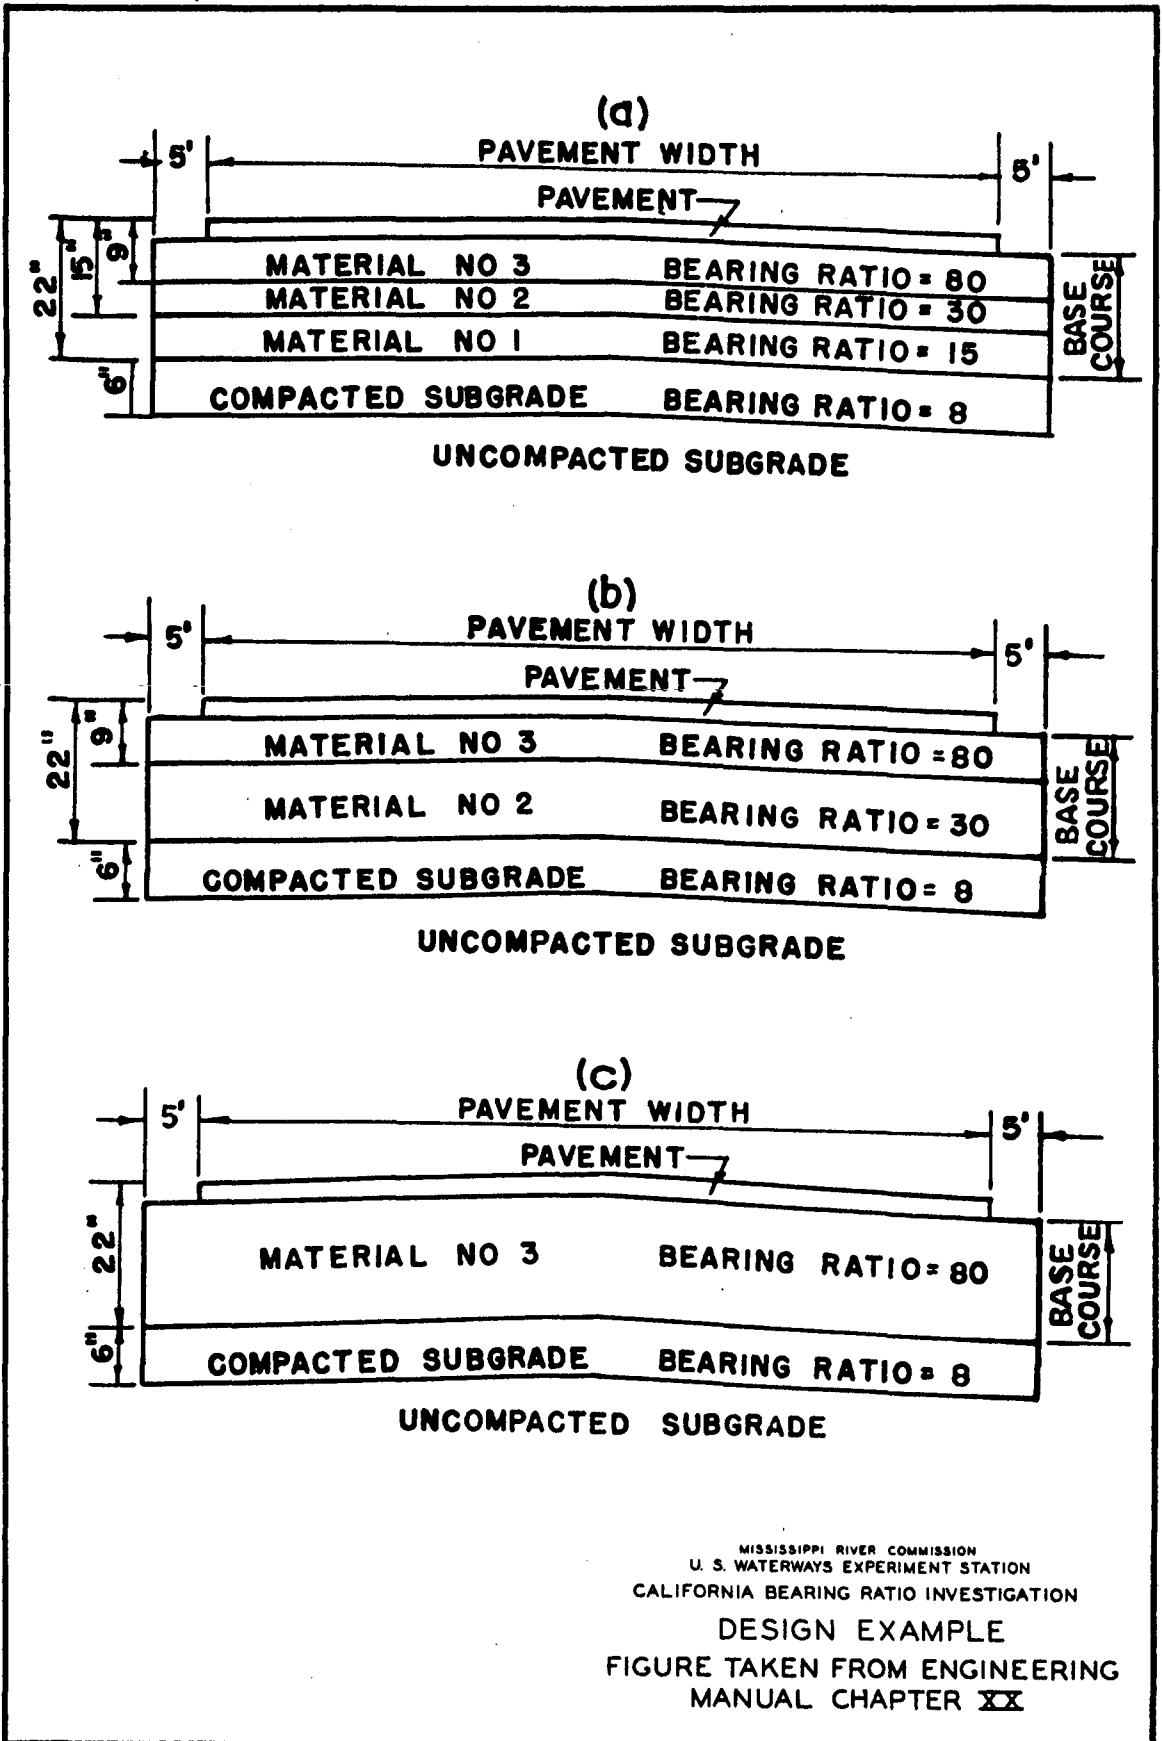 (a)
PAVEMENT WIDTH
5'
5'
PAVEMENT
22"
15"
9"
MATERIAL NO 3 BEARING RATIO = 80
MATERIAL NO 2 BEARING RATIO = 30
MATERIAL NO 1 BEARING RATIO = 15
BASE COURSE
6"
COMPACTED SUBGRADE BEARING RATIO = 8
UNCOMPACTED SUBGRADE
(b)
PAVEMENT WIDTH
5'
5'
PAVEMENT
22"
9"
MATERIAL NO 3 BEARING RATIO = 80
MATERIAL NO 2 BEARING RATIO = 30
BASE COURSE
6"
COMPACTED SUBGRADE BEARING RATIO = 8
UNCOMPACTED SUBGRADE
(c)
PAVEMENT WIDTH
5'
5'
PAVEMENT
22"
MATERIAL NO 3 BEARING RATIO = 80
BASE COURSE
6"
COMPACTED SUBGRADE BEARING RATIO = 8
UNCOMPACTED SUBGRADE
MISSISSIPPI RIVER COMMISSION
U. S. WATERWAYS EXPERIMENT STATION
CALIFORNIA BEARING RATIO INVESTIGATION
DESIGN EXAMPLE
FIGURE TAKEN FROM ENGINEERING
MANUAL CHAPTER XX